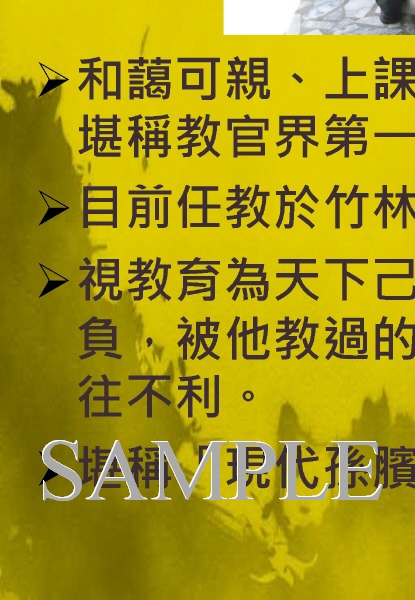 和藹可親、上課
堪稱教官界第一
目前任教於竹林
視教育為天下己
負，被他教過的
往不利。
堪稱「現代孫臏
SAMPLE